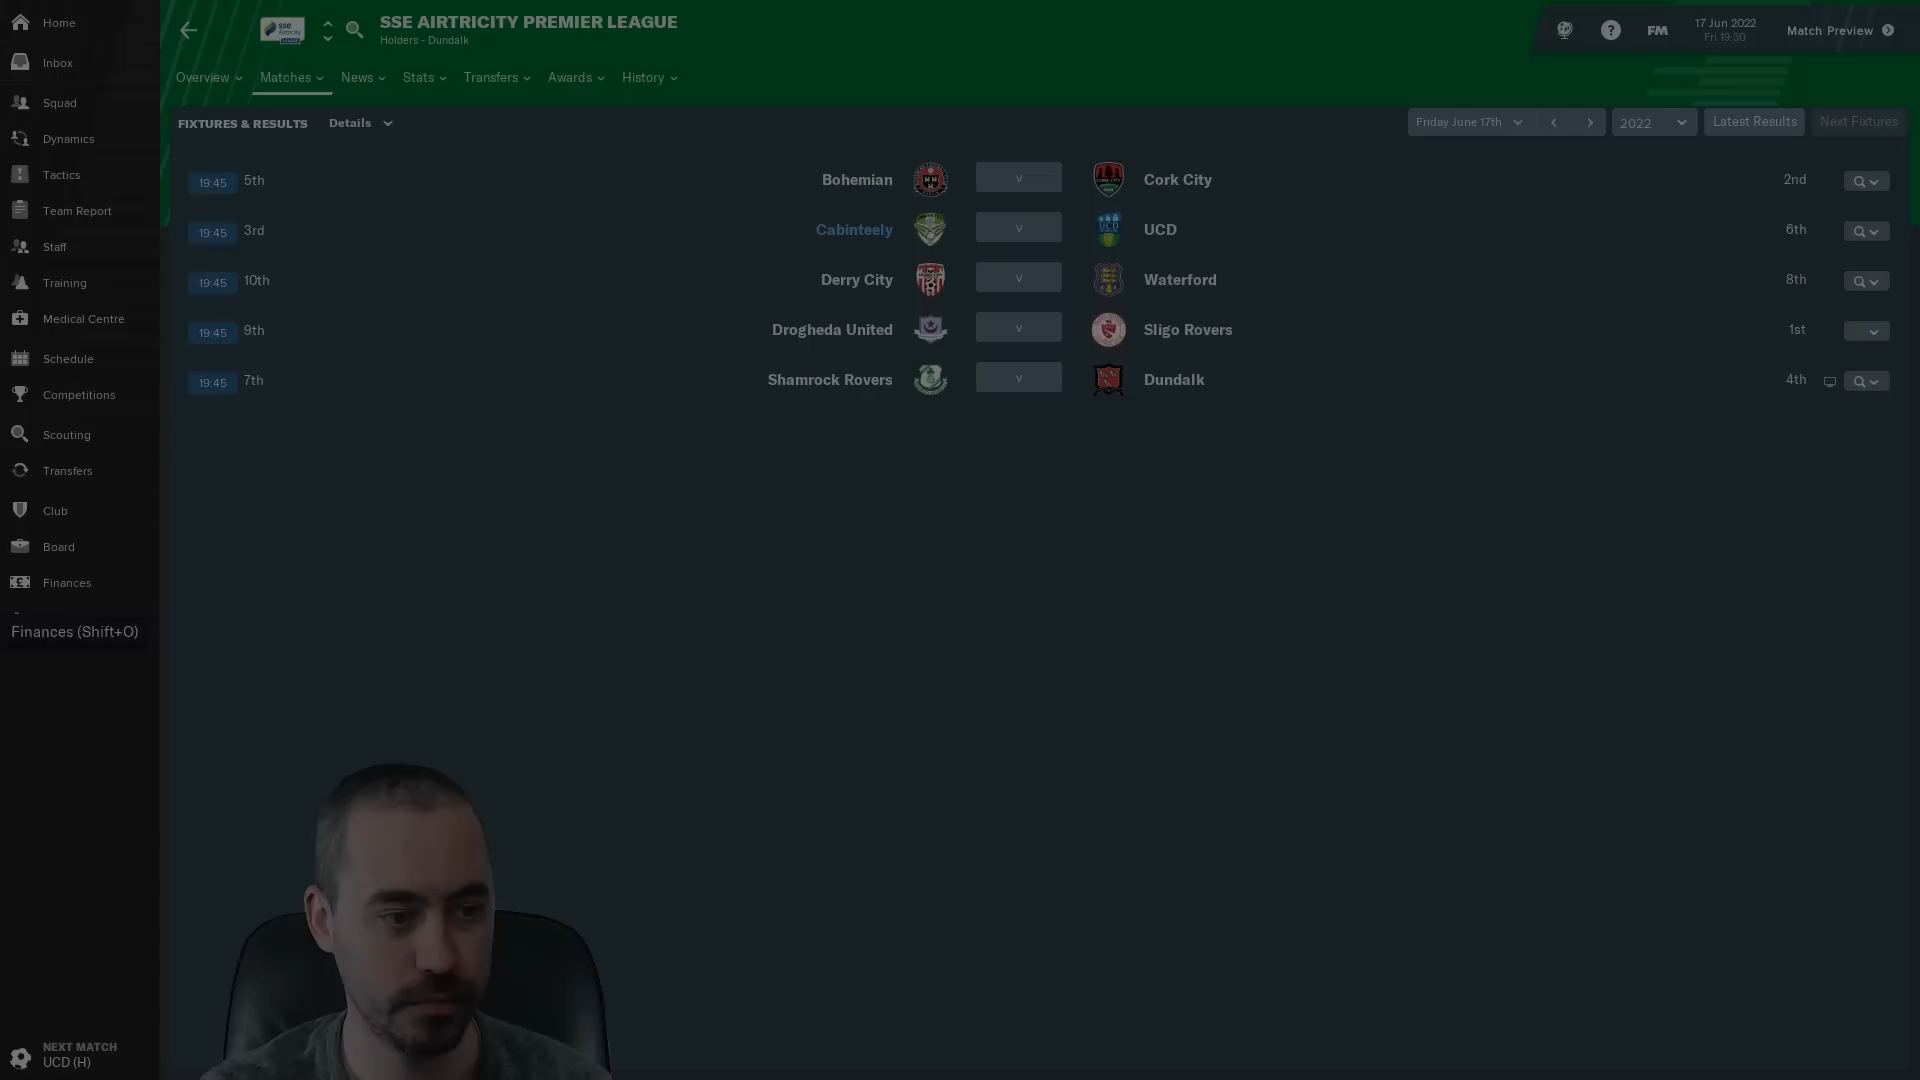 Home
Inbox
Squad
Dynamics
Tactics
Team Report
Staff
Training
Medical Centre
Schedule
Competitions
Scouting
Transfers
Club
Board
Finances
Finances (Shift+O)
NEXT MATCH
UCD (H)
SSE AIRTRICITY PREMIER LEAGUE
Holders - Dundalk
FM
17 Jun 2022
Fri 19:30
Match Preview
Overview Matches News Stats Transfers Awards History
FIXTURES & RESULTS Details
Friday June 17th 2022 Latest Results Next Fixtures
19:45 5th Bohemian v Cork City 2nd
19:45 3rd Cabinteely v UCD 6th
19:45 10th Derry City v Waterford 8th
19:45 9th Drogheda United v Sligo Rovers 1st
19:45 7th Shamrock Rovers v Dundalk 4th